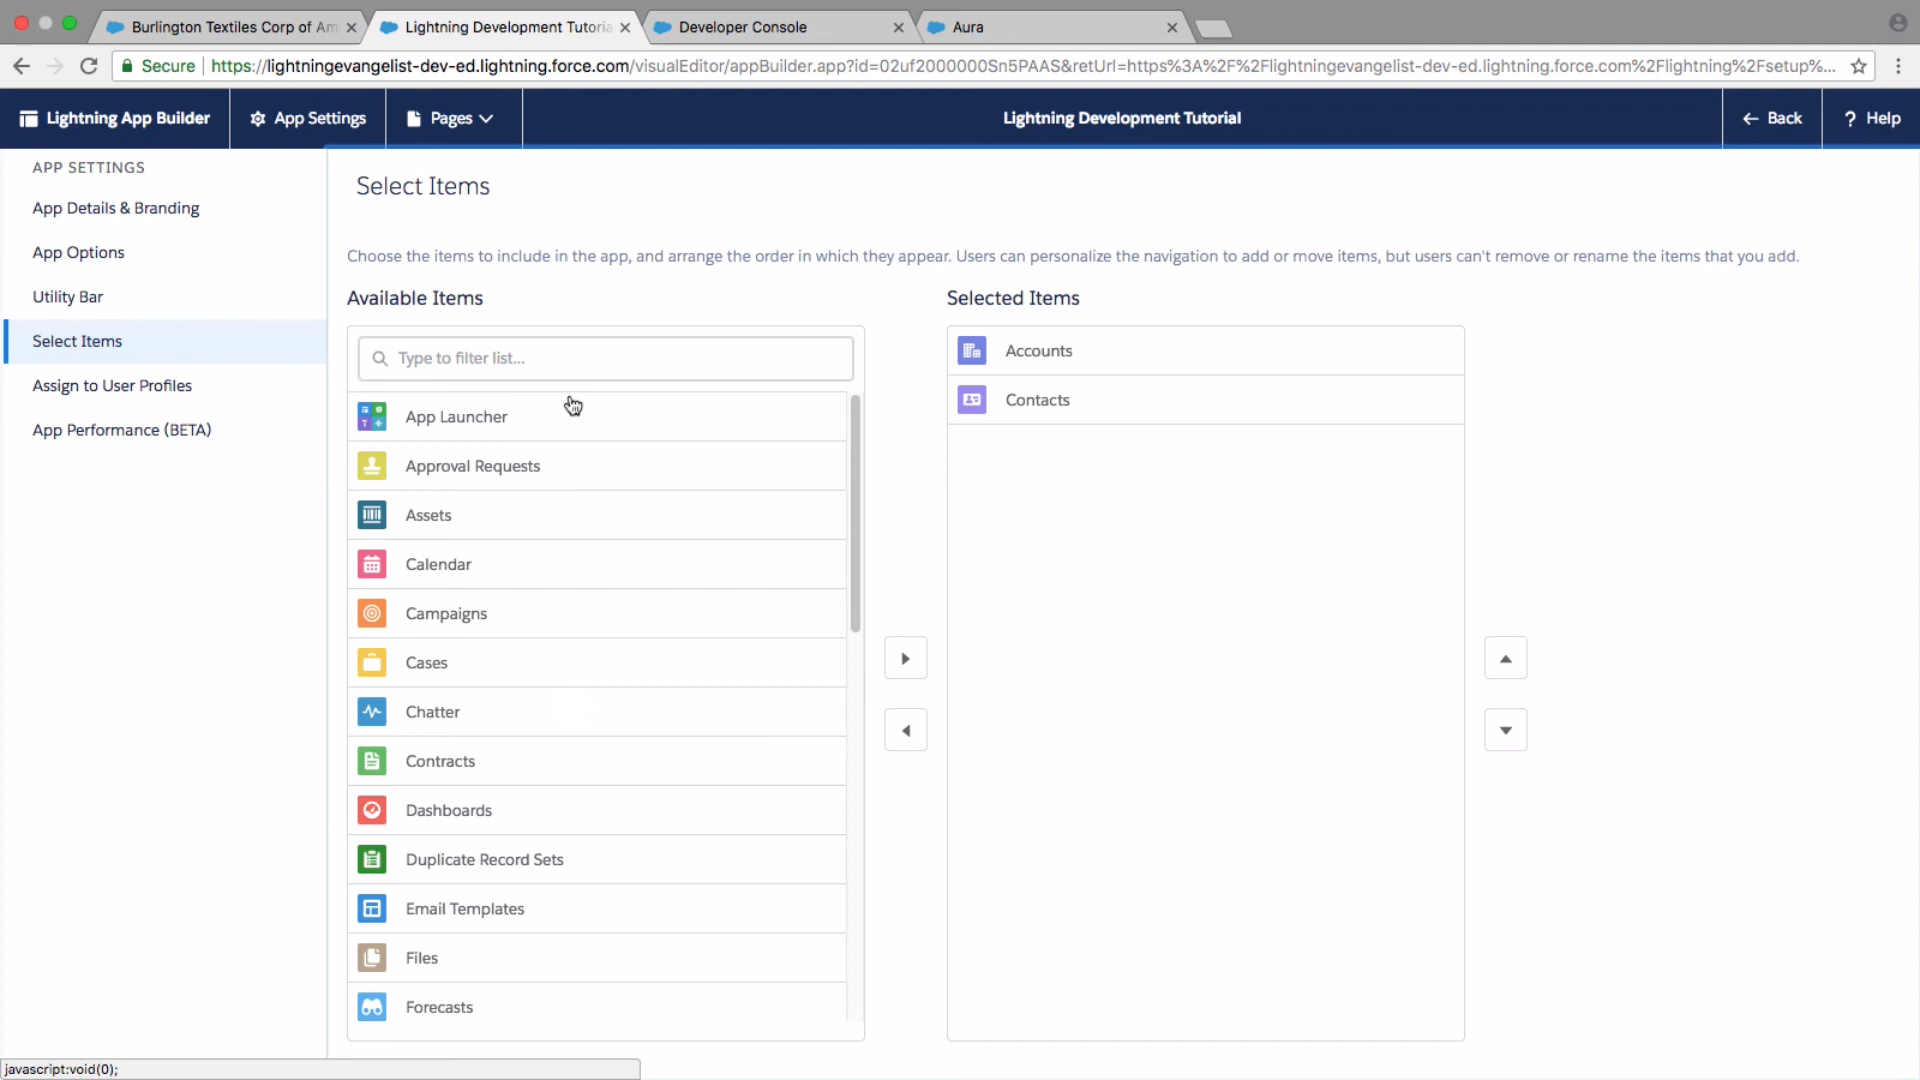 Burlington Textiles Corp of Am
Lightning Development Tutoria
Developer Console
Aura
Secure
https://lightningevangelist-dev-ed.lightning.force.com/visualEditor/appBuilder.app?id=02uf2000000Sn5PAAS&retUrl=https%3A%2F%2Flightningevangelist-dev-ed.lightning.force.com%2Flightning%2Fsetup%...
Lightning App Builder
App Settings
Pages
Lightning Development Tutorial
Back
? Help
APP SETTINGS
App Details & Branding
App Options
Utility Bar
Select Items
Assign to User Profiles
App Performance (BETA)
Select Items
Choose the items to include in the app, and arrange the order in which they appear. Users can personalize the navigation to add or move items, but users can't remove or rename the items that you add.
Available Items
Type to filter list...
App Launcher
Approval Requests
Assets
Calendar
Campaigns
Cases
Chatter
Contracts
Dashboards
Duplicate Record Sets
Email Templates
Files
Forecasts
Selected Items
Accounts
Contacts
javascript:void(0);